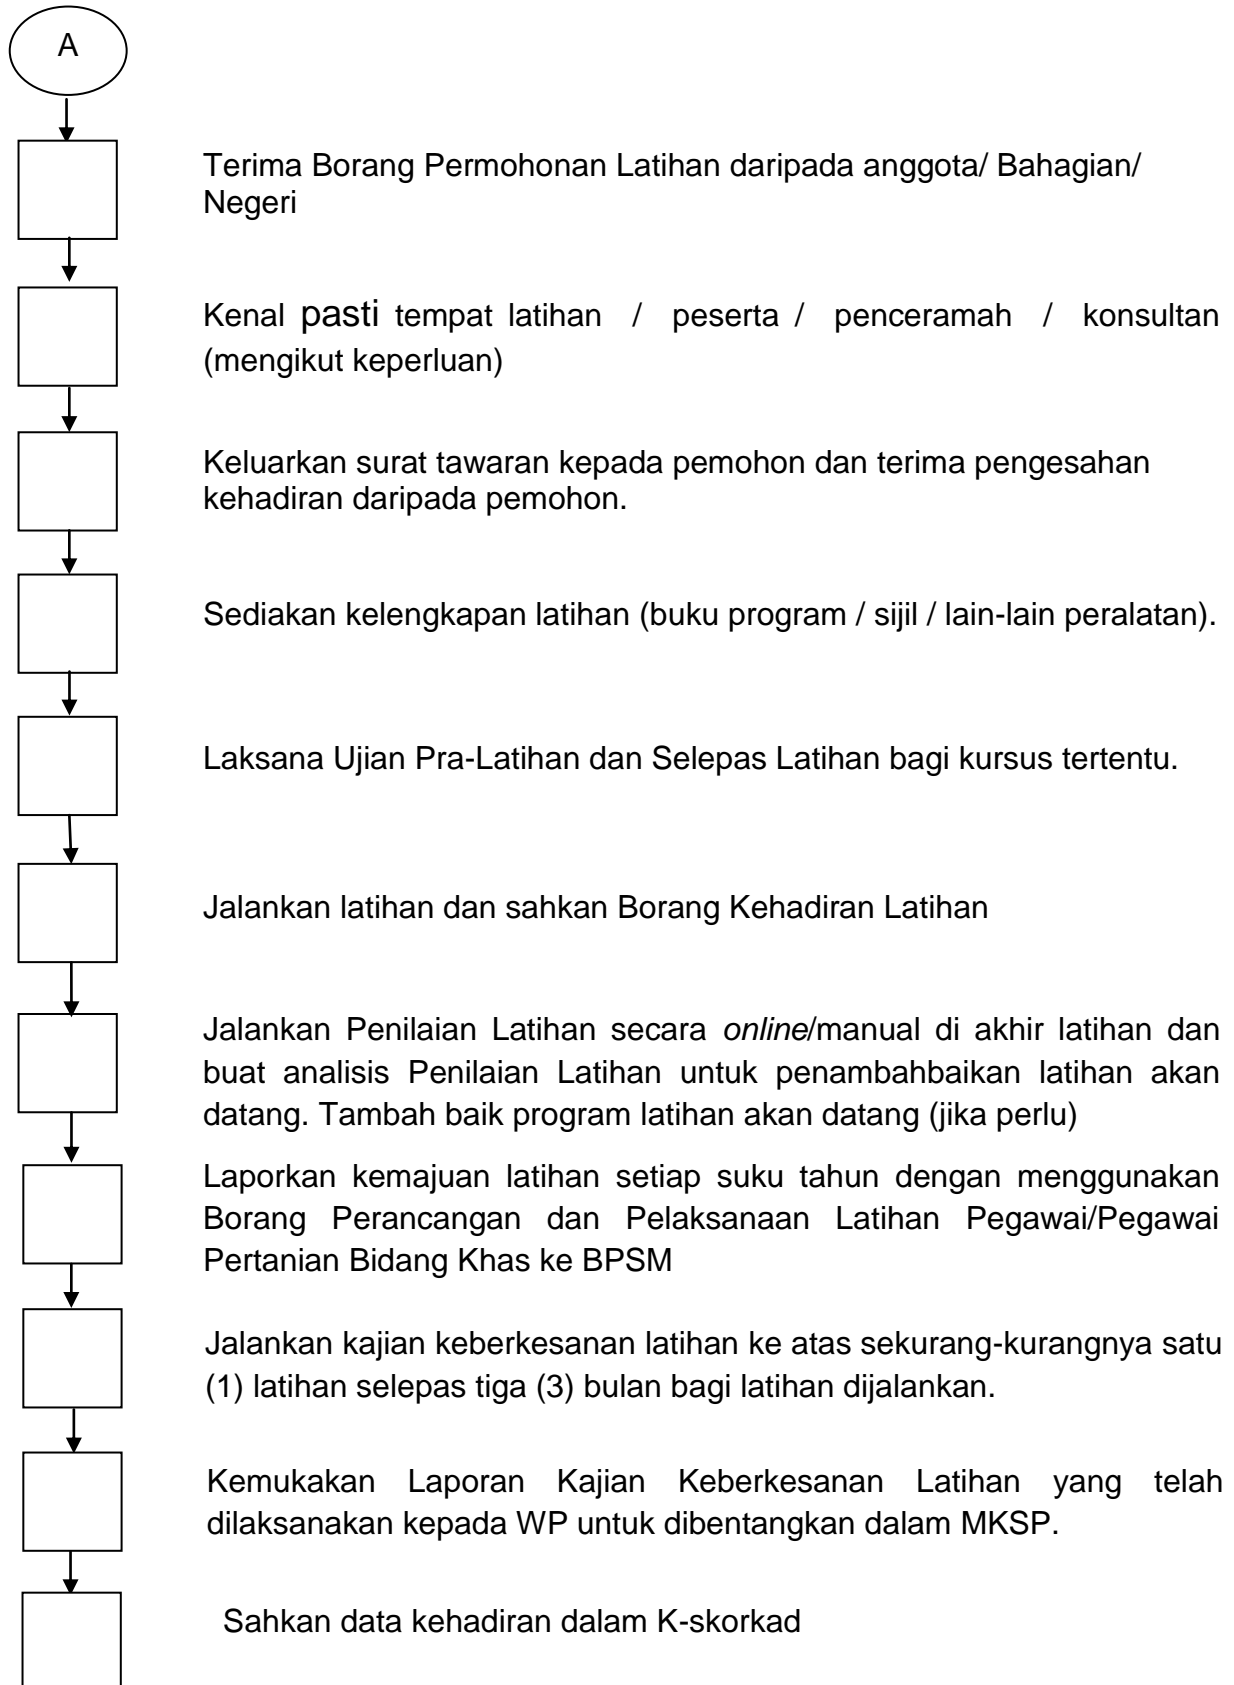 A
Terima Borang Permohonan Latihan daripada anggota/ Bahagian/
Negeri
Kenal pasti tempat latihan / peserta / penceramah / konsultan
(mengikut keperluan)
Keluarkan surat tawaran kepada pemohon dan terima pengesahan
kehadiran daripada pemohon.
Sediakan kelengkapan latihan (buku program / sijil / lain-lain peralatan).
Laksana Ujian Pra-Latihan dan Selepas Latihan bagi kursus tertentu.
Jalankan latihan dan sahkan Borang Kehadiran Latihan
Jalankan Penilaian Latihan secara online/manual di akhir latihan dan
buat analisis Penilaian Latihan untuk penambahbaikan latihan akan
datang. Tambah baik program latihan akan datang (jika perlu)
Laporkan kemajuan latihan setiap suku tahun dengan menggunakan
Borang Perancangan dan Pelaksanaan Latihan Pegawai/Pegawai
Pertanian Bidang Khas ke BPSM
Jalankan kajian keberkesanan latihan ke atas sekurang-kurangnya satu
(1) latihan selepas tiga (3) bulan bagi latihan dijalankan.
Kemukakan Laporan Kajian Keberkesanan Latihan yang telah
dilaksanakan kepada WP untuk dibentangkan dalam MKSP.
Sahkan data kehadiran dalam K-skorkad